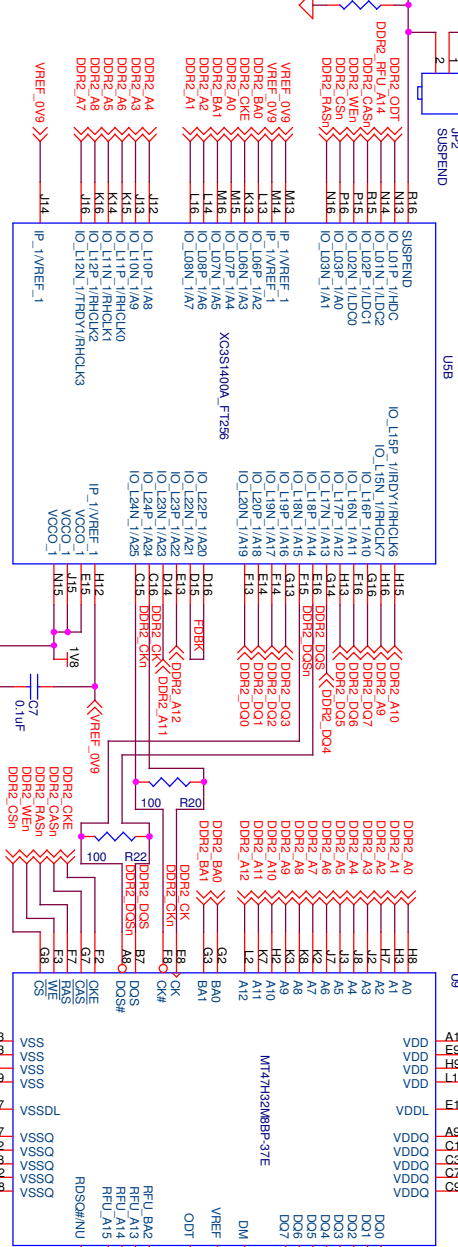 1
2
JP2
SUSPEND
U5B
R16 SUSPEND
DDR2_ODT N13 IO_L01P_1/HDC
DDR2_RFU_A14 N14 IO_L01N_1/LDC2
DDR2_CASn R15 IO_L02P_1/LDC1
DDR2_WEn P15 IO_L02N_1/LDC0
DDR2_CSn P16 IO_L03P_1/A0
DDR2_RASn N16 IO_L03N_1/A1
VREF_0V9 M13 IP_1/VREF_1
VREF_0V9 M14 IP_1/VREF_1
DDR2_BA0 L13 IO_L06P_1/A2
DDR2_CKE K13 IO_L06N_1/A3
DDR2_A0 M15 IO_L07P_1/A4
DDR2_BA1 M16 IO_L07N_1/A5
DDR2_A2 L14 IO_L08P_1/A6
DDR2_A1 L16 IO_L08N_1/A7
DDR2_A4 J12 IO_L10P_1/A8
DDR2_A3 J13 IO_L10N_1/A9
DDR2_A6 K15 IO_L11P_1/RHCLK0
DDR2_A5 K14 IO_L11N_1/RHCLK1
DDR2_A8 K16 IO_L12P_1/RHCLK2
DDR2_A7 J16 IO_L12N_1/TRDY1/RHCLK3
VREF_0V9 J14 IP_1/VREF_1
XC3S1400A_FT256
IO_L15P_1/IRDY1/RHCLK6 H15 DDR2_A10
IO_L15N_1/RHCLK7 H16 DDR2_A9
IO_L16P_1/A10 G16 DDR2_DQ7
IO_L16N_1/A11 F16 DDR2_DQ6
IO_L17P_1/A12 H13 DDR2_DQ5
IO_L17N_1/A13 G14 DDR2_DQ4
IO_L18P_1/A14 E16 DDR2_DQS
IO_L18N_1/A15 F15 DDR2_DQSn
IO_L19P_1/A16 G13 DDR2_DQ3
IO_L19N_1/A17 F14 DDR2_DQ2
IO_L20P_1/A18 E14 DDR2_DQ1
IO_L20N_1/A19 F13 DDR2_DQ0
IO_L22P_1/A20 D16
FDBK
IO_L22N_1/A21 D15
IO_L23P_1/A22 E13 DDR2_A12
IO_L23N_1/A23 D14 DDR2_A11
IO_L24P_1/A24 C16 DDR2_CK
IO_L24N_1/A25 C15 DDR2_CKn
IP_1/VREF_1 H12 VREF_0V9
VCCO_1 E15
VCCO_1 J15
VCCO_1 N15
1V8
C7
0.1uF
100 R20
100 R22
DDR2_A0 H8 A0
DDR2_A1 H3 A1
DDR2_A2 H7 A2
DDR2_A3 J2 A3
DDR2_A4 J8 A4
DDR2_A5 J3 A5
DDR2_A6 J7 A6
DDR2_A7 K2 A7
DDR2_A8 K8 A8
DDR2_A9 K3 A9
DDR2_A10 H2 A10
DDR2_A11 K7 A11
DDR2_A12 L2 A12
DDR2_BA0 G2 BA0
DDR2_BA1 G3 BA1
DDR2_CK E8 CK
DDR2_CKn F8 CK#
DDR2_DQS B7 DQS
DDR2_DQSn A8 DQS#
DDR2_CKE F2 CKE
DDR2_CASn G7 CAS
DDR2_RASn F7 RAS
DDR2_WEn F3 WE
DDR2_CSn G8 CS
U9
MT47H32M8BP-37E
VDD A1
VDD E9
VDD H9
VDD L1
VDDL E1
VDDQ A9
VDDQ C1
VDDQ C3
VDDQ C7
VDDQ C9
VSS
VSS
VSS
VSS
VSSDL
VSSQ
VSSQ
VSSQ
VSSQ
VSSQ
DQ0
DQ1
DQ2
DQ3
DQ4
DQ5
DQ6
DQ7
DM
VREF
ODT
RFU_BA2
RFU_A13
RFU_A14
RFU_A15
RDSQ#/NU